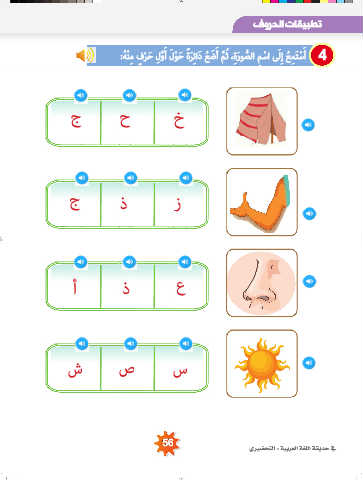 تطبيقات الحروف
4 أَسْتَمِعُ إِلَى اسْمِ الصُّورَةِ، ثُمَّ أَضَعُ دَائِرَةً حَوْلَ أَوَّلِ حَرْفٍ مِنْهُ:
خ ح ج
ز ذ ج
ع ذ أ
س ص ش
56
في حديقة اللغة العربية - التحضيري